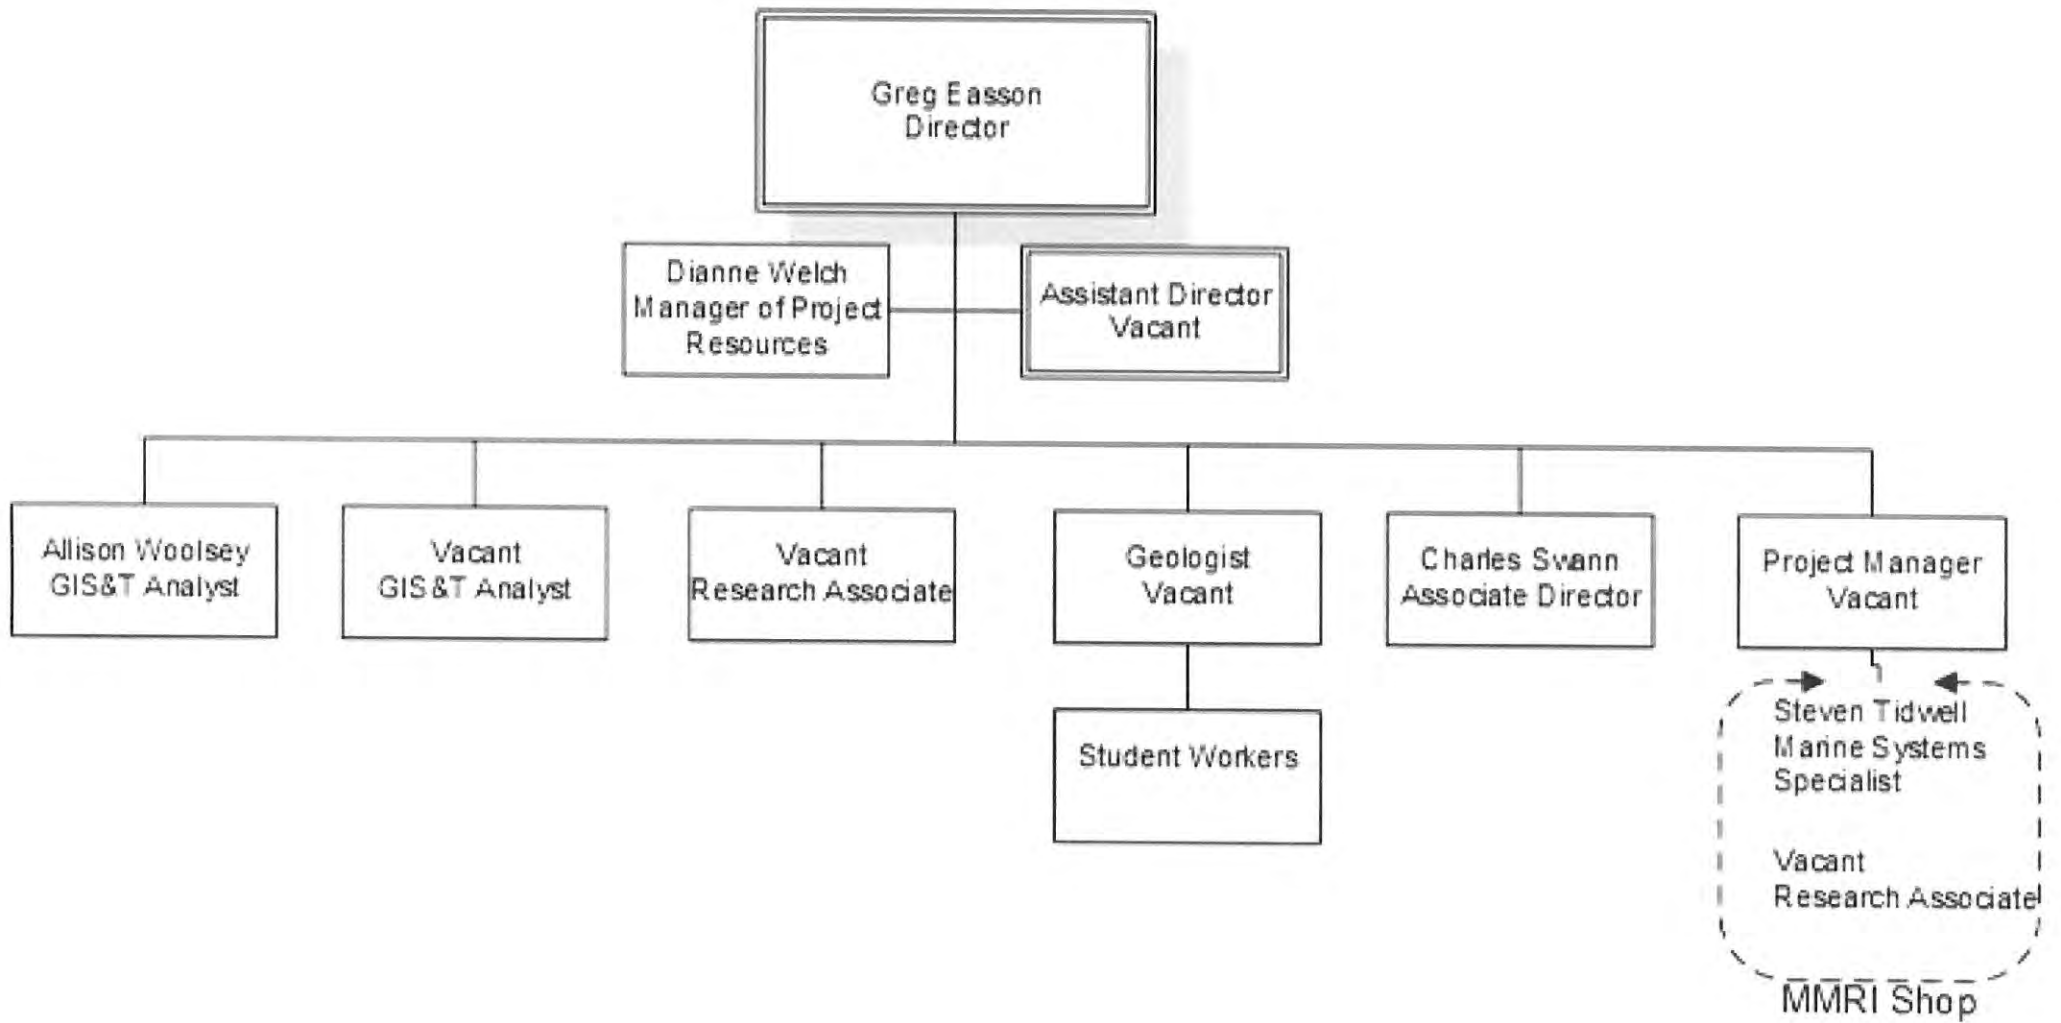 Greg Easson
Director
Dianne Welch
Manager of Project
Resources
Assistant Director
Vacant
Allison Woolsey
GIS&T Analyst
Vacant
GIS&T Analyst
Vacant
Research Associate
Geologist
Vacant
Charles Swann
Associate Director
Project Manager
Vacant
Student Workers
Steven Tidwell
Marine Systems
Specialist
Vacant
Research Associate
MMRI Shop